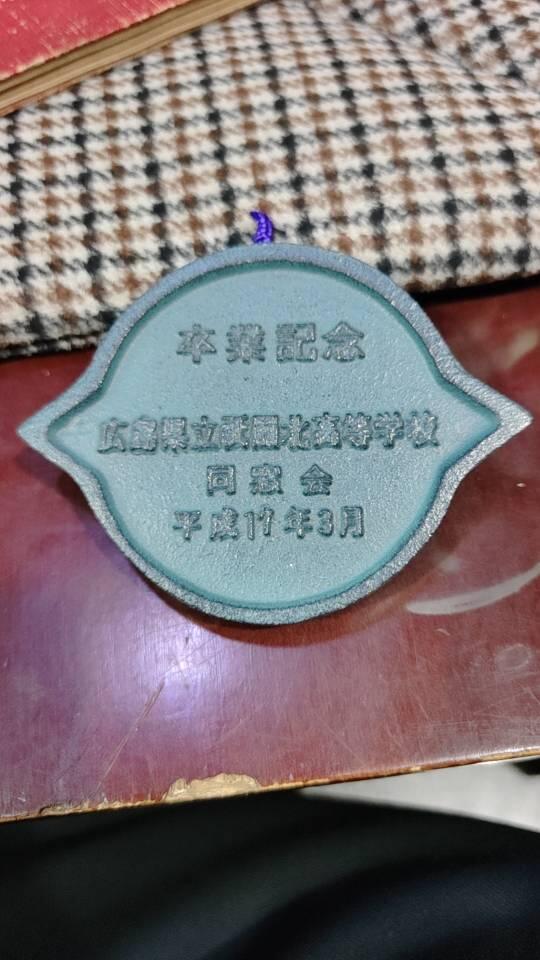 卒業記念
広島県立祇園北高等学校
同窓会
平成11年3月